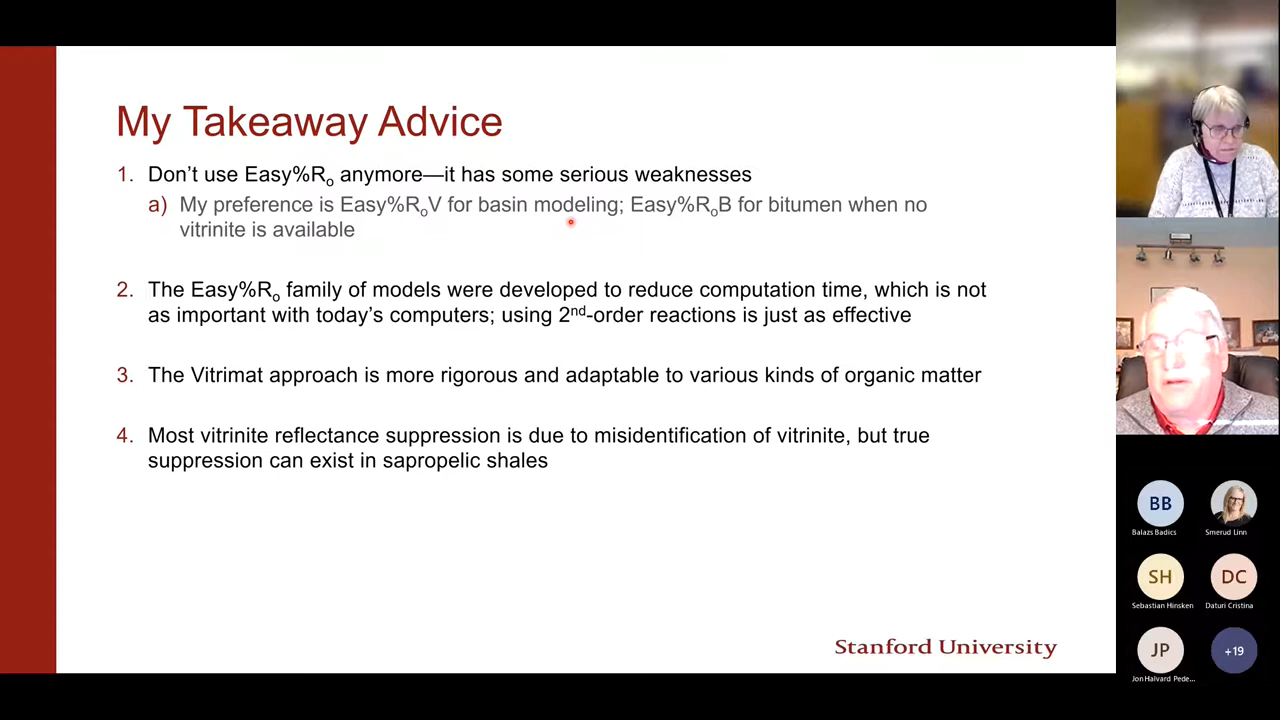 My Takeaway Advice
1. Don't use Easy%Ro anymore—it has some serious weaknesses
a) My preference is Easy%RoV for basin modeling; Easy%RoB for bitumen when no
vitrinite is available
2. The Easy%Ro family of models were developed to reduce computation time, which is not
as important with today's computers; using 2nd-order reactions is just as effective
3. The Vitrimat approach is more rigorous and adaptable to various kinds of organic matter
4. Most vitrinite reflectance suppression is due to misidentification of vitrinite, but true
suppression can exist in sapropelic shales
Stanford University
BB
Balazs Badics
Smerud Linn
SH
DC
Sebastian Hinsken
Daturi Cristina
JP
+19
Jon Halvard Pede...